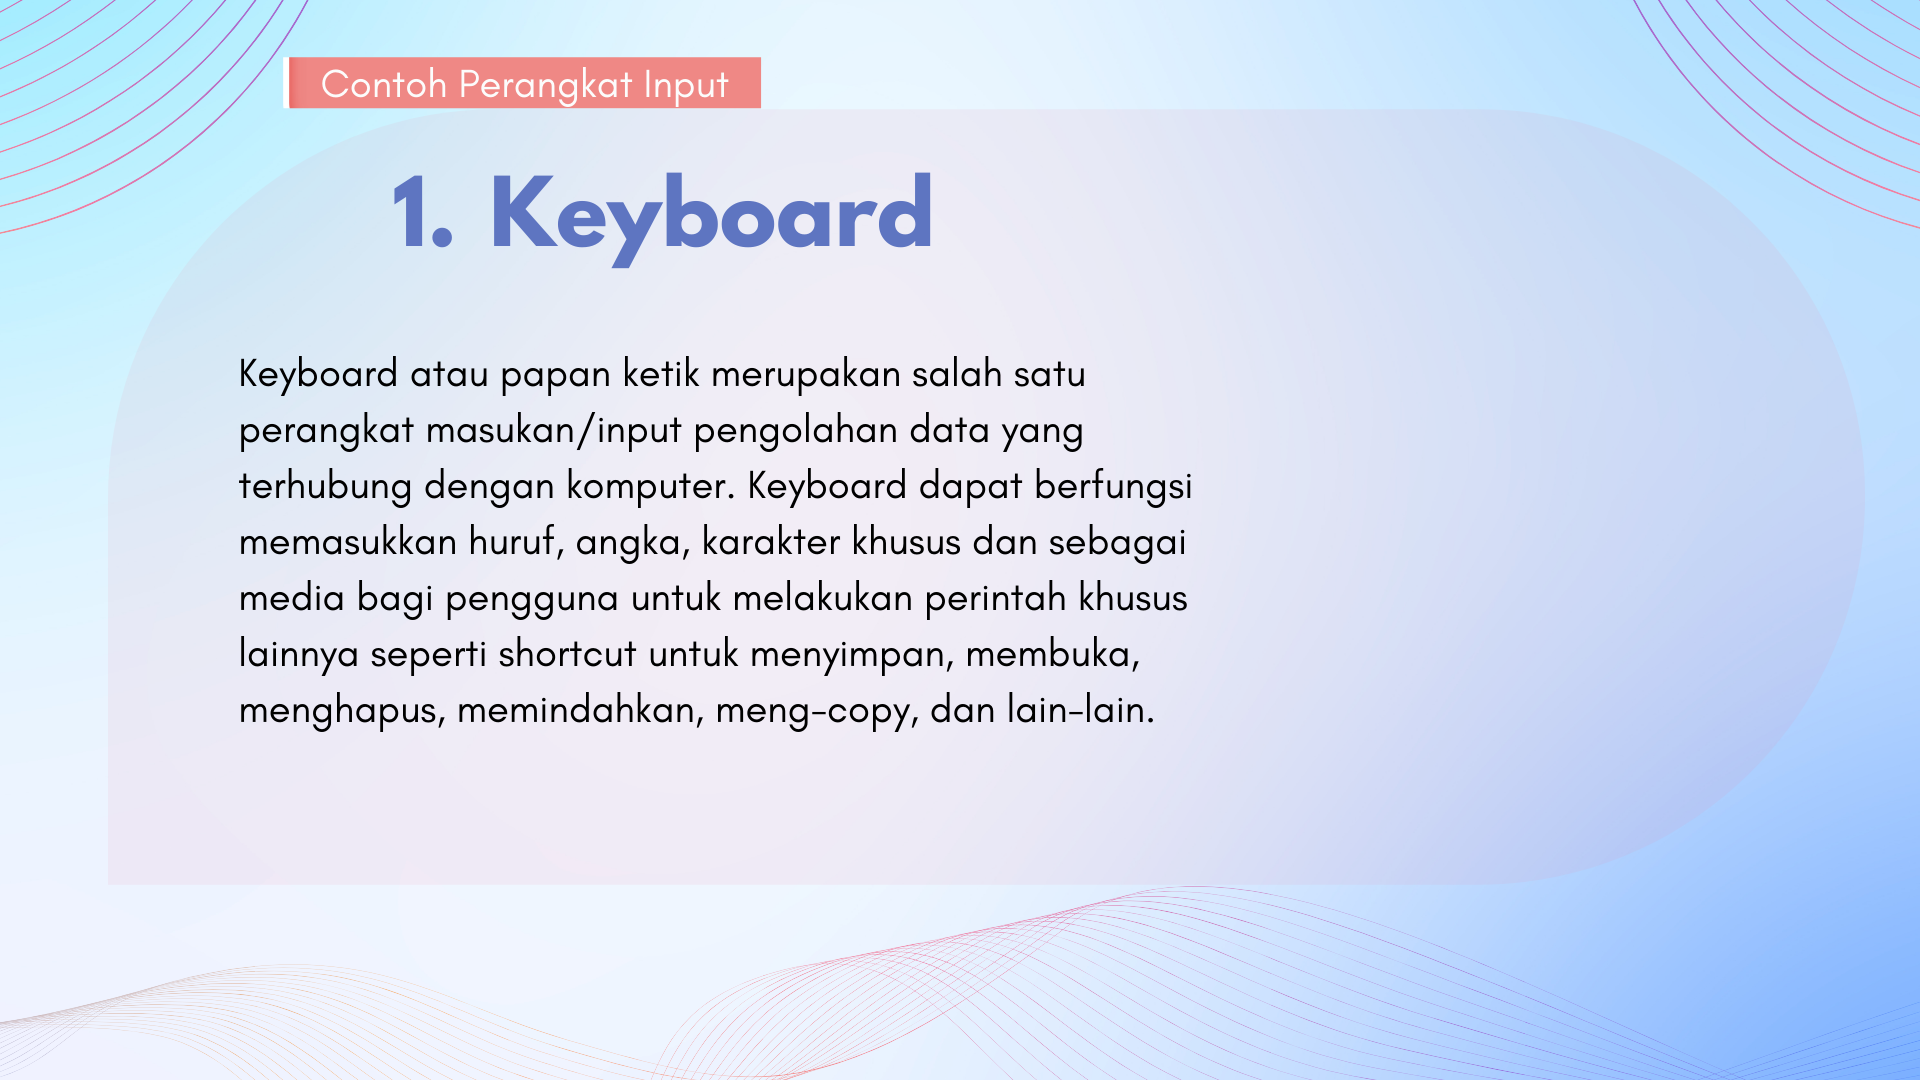 Contoh Perangkat Input
1. Keyboard
Keyboard atau papan ketik merupakan salah satu
perangkat masukan/input pengolahan data yang
terhubung dengan komputer. Keyboard dapat berfungsi
memasukkan huruf, angka, karakter khusus dan sebagai
media bagi pengguna untuk melakukan perintah khusus
lainnya seperti shortcut untuk menyimpan, membuka,
menghapus, memindahkan, meng-copy, dan lain-lain.